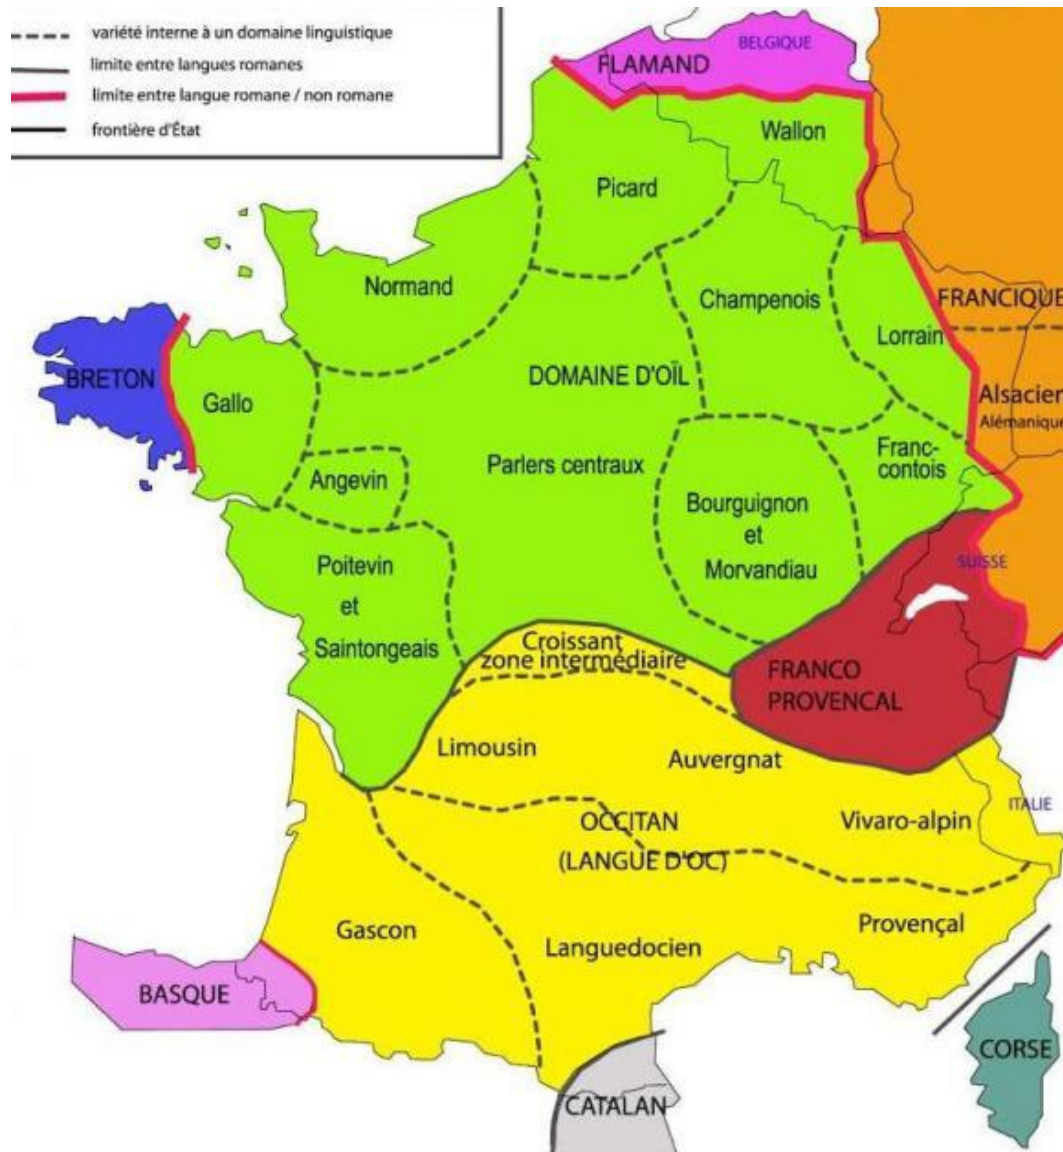 variété interne à un domaine linguistique
limite entre langues romanes
limite entre langue romane / non romane
frontière d'État
BELGIQUE
FLAMAND
Wallon
Picard
Normand
Champenois
FRANCIQUE
Lorrain
BRETON
Gallo
DOMAINE D'OÏL
Alsacien
Alémanique
Angevin
Parlers centraux
Franc-
contois
Bourguignon
et
Morvandiau
Poitevin
et
Saintongeais
SUISSE
Croissant
zone intermédiaire
FRANCO
PROVENCAL
Limousin
Auvergnat
ITALIE
OCCITAN
(LANGUE D'OC)
Vivaro-alpin
Gascon
Languedocien
Provençal
BASQUE
CORSE
CATALAN